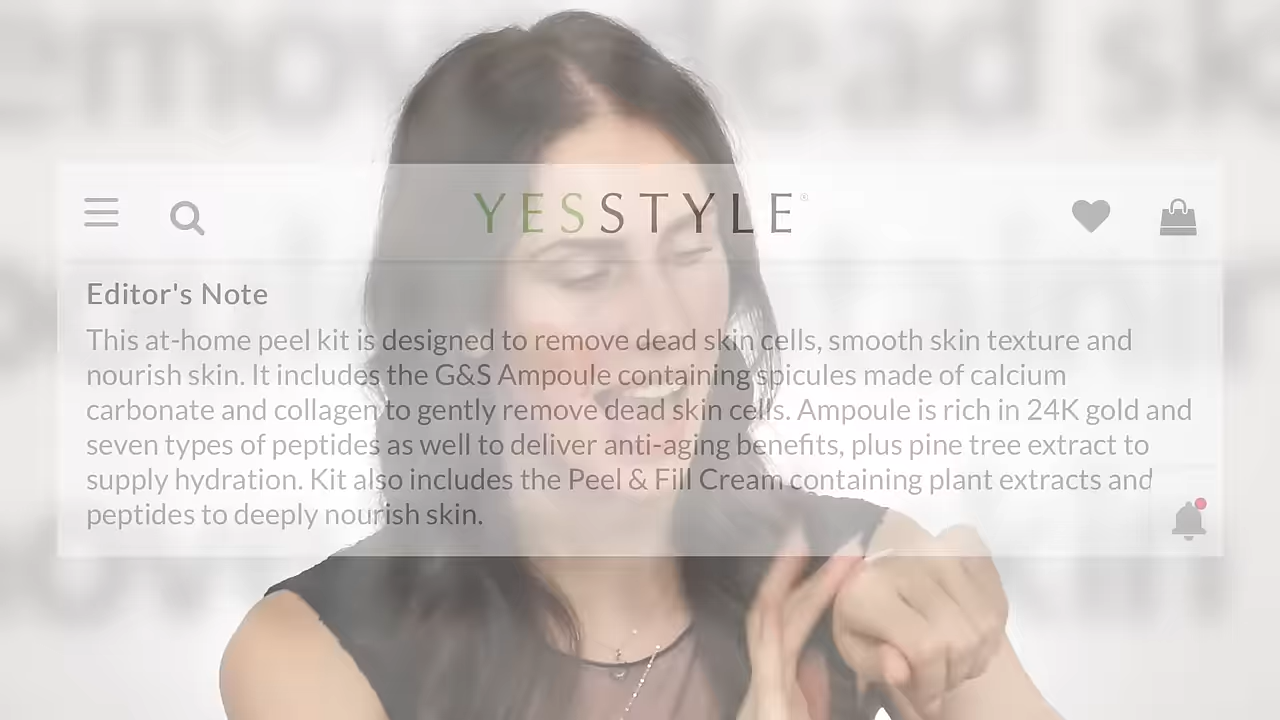 YESSTYLE®
Editor's Note
This at-home peel kit is designed to remove dead skin cells, smooth skin texture and
nourish skin. It includes the G&S Ampoule containing spicules made of calcium
carbonate and collagen to gently remove dead skin cells. Ampoule is rich in 24K gold and
seven types of peptides as well to deliver anti-aging benefits, plus pine tree extract to
supply hydration. Kit also includes the Peel & Fill Cream containing plant extracts and
peptides to deeply nourish skin.